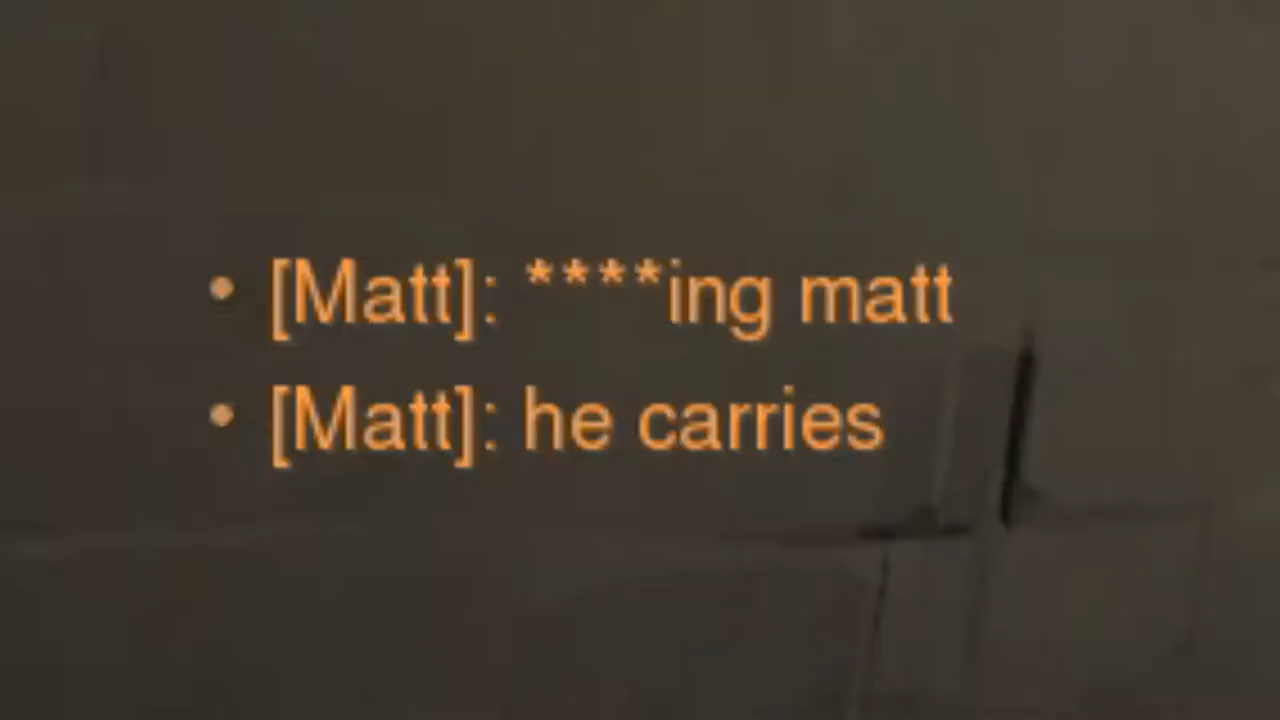 • [Matt]: ****ing matt
• [Matt]: he carries